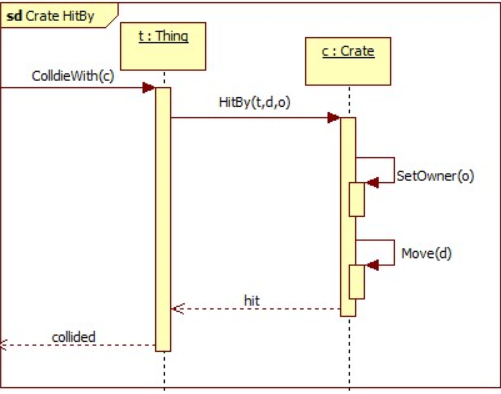 sd Crate HitBy
t : Thing
c : Crate
ColldieWith(c)
HitBy(t,d,o)
SetOwner(o)
Move(d)
hit
collided